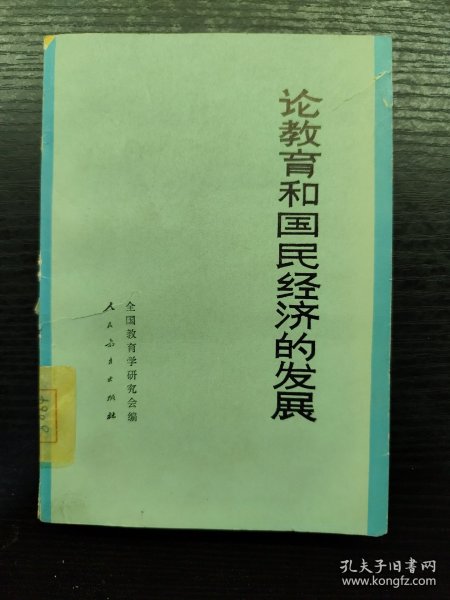 论教育和国民经济的发展
全国教育学研究会编
人民教育出版社
孔夫子旧书网
www.kongfz.com